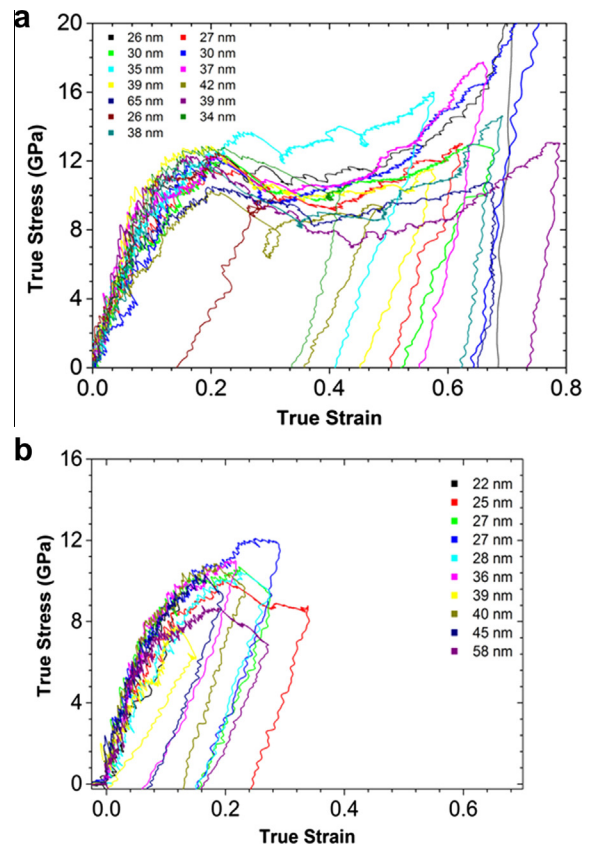 a
20
16
12
8
4
0
True Stress (GPa)
26 nm 27 nm
30 nm 30 nm
35 nm 37 nm
39 nm 42 nm
65 nm 39 nm
26 nm 34 nm
38 nm
0.0 0.2 0.4 0.6 0.8
True Strain
b
16
12
8
4
0
True Stress (GPa)
22 nm
25 nm
27 nm
27 nm
28 nm
36 nm
39 nm
40 nm
45 nm
58 nm
0.0 0.2 0.4 0.6
True Strain